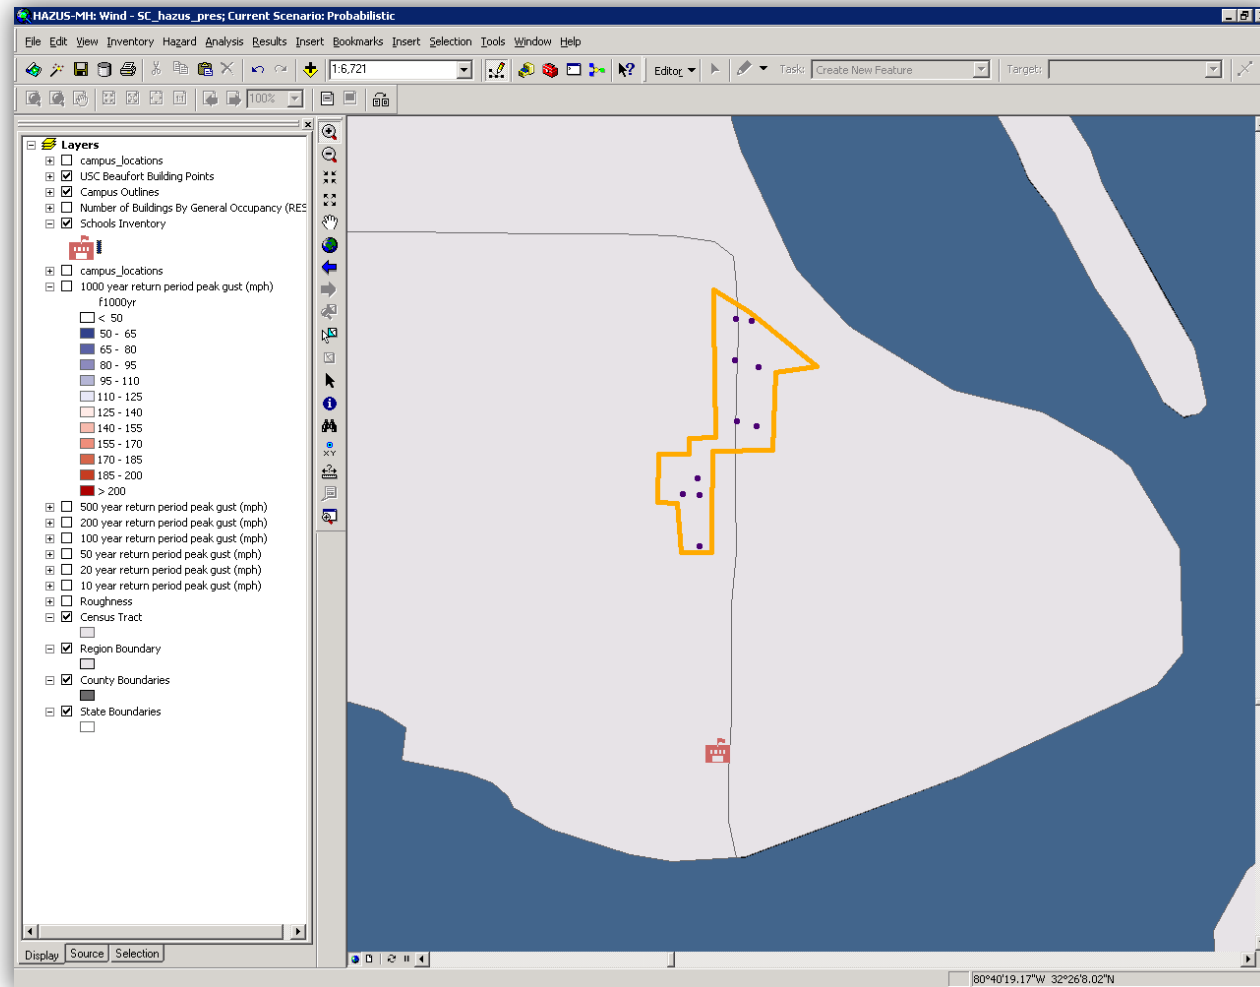 HAZUS-MH: Wind - SC_hazus_pres; Current Scenario: Probabilistic
File Edit View Inventory Hazard Analysis Results Insert Bookmarks Insert Selection Tools Window Help
1:6,721 Editor Task: Create New Feature Target:
100%
Layers
campus_locations
USC Beaufort Building Points
Campus Outlines
Number of Buildings By General Occupancy (RES
Schools Inventory
campus_locations
1000 year return period peak gust (mph)
f1000yr
< 50
50 - 65
65 - 80
80 - 95
95 - 110
110 - 125
125 - 140
140 - 155
155 - 170
170 - 185
185 - 200
> 200
500 year return period peak gust (mph)
200 year return period peak gust (mph)
100 year return period peak gust (mph)
50 year return period peak gust (mph)
20 year return period peak gust (mph)
10 year return period peak gust (mph)
Roughness
Census Tract
Region Boundary
County Boundaries
State Boundaries
XY
Display Source Selection
80°40'19.17"W 32°26'8.02"N